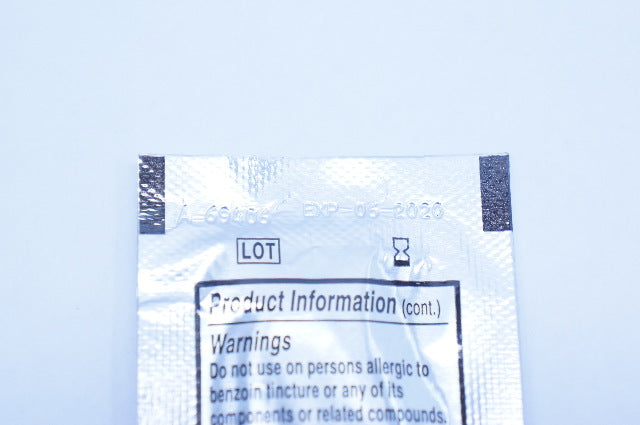 EXP 06 2020
LOT
Product Information (cont.)
Warnings
Do not use on persons allergic to
benzoin tincture or any of its
components or related compounds.